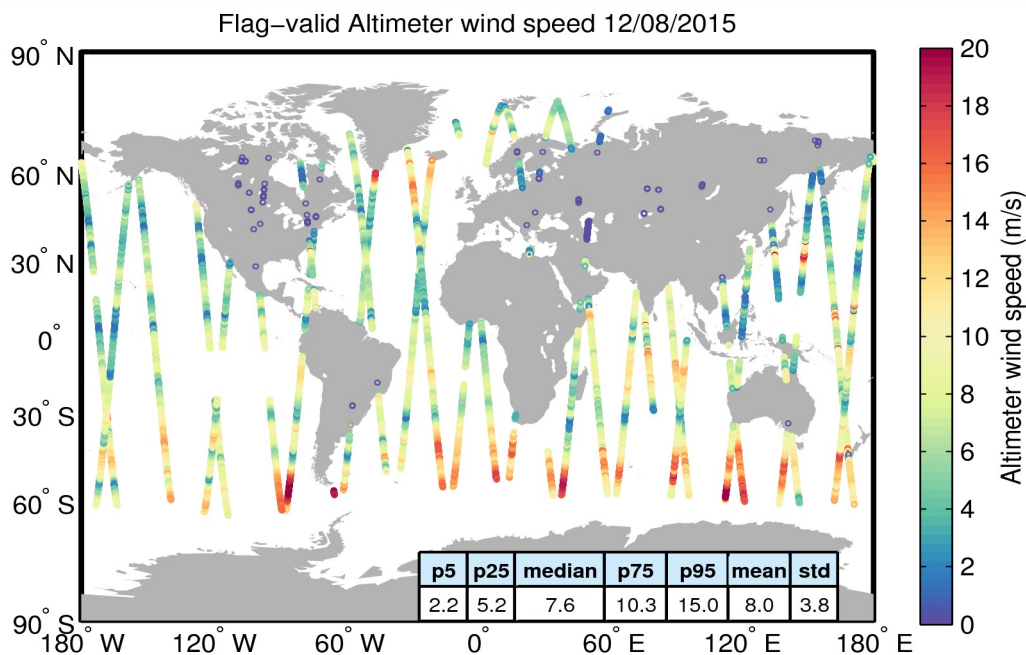 Flag−valid Altimeter wind speed 12/08/2015
90° N
60° N
30° N
0°
30° S
60° S
90° S
180° W
120° W
60° W
0°
60° E
120° E
180° E
p5 p25 median p75 p95 mean std
2.2 5.2 7.6 10.3 15.0 8.0 3.8
20
18
16
14
12
10
8
6
4
2
0
Altimeter wind speed (m/s)